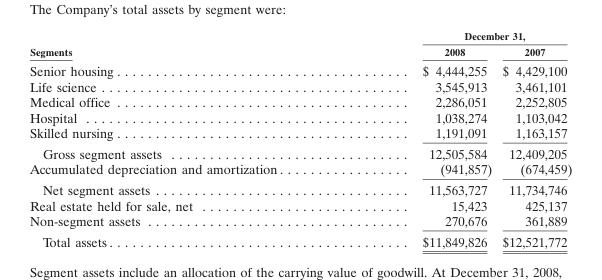 The Company's total assets by segment were:
December 31,
Segments 2008 2007
Senior housing . . . . . . . . . . . . . . . . . . . . . . . . . . . . . . . . . . . . . . $ 4,444,255 $ 4,429,100
Life science . . . . . . . . . . . . . . . . . . . . . . . . . . . . . . . . . . . . . . 3,545,913 3,461,101
Medical office . . . . . . . . . . . . . . . . . . . . . . . . . . . . . . . . . . . . . . 2,286,051 2,252,805
Hospital . . . . . . . . . . . . . . . . . . . . . . . . . . . . . . . . . . . . . . . . . . 1,038,274 1,103,042
Skilled nursing . . . . . . . . . . . . . . . . . . . . . . . . . . . . . . . . . . . . . . 1,191,091 1,163,157
Gross segment assets . . . . . . . . . . . . . . . . . . . . . . . . . . . . . . . 12,505,584 12,409,205
Accumulated depreciation and amortization . . . . . . . . . . . . . . . . . (941,857) (674,459)
Net segment assets . . . . . . . . . . . . . . . . . . . . . . . . . . . . . . . . . 11,563,727 11,734,746
Real estate held for sale, net . . . . . . . . . . . . . . . . . . . . . . . . . . . 15,423 425,137
Non-segment assets . . . . . . . . . . . . . . . . . . . . . . . . . . . . . . . . . . 270,676 361,889
Total assets . . . . . . . . . . . . . . . . . . . . . . . . . . . . . . . . . . . . . . . $11,849,826 $12,521,772
Segment assets include an allocation of the carrying value of goodwill. At December 31, 2008,